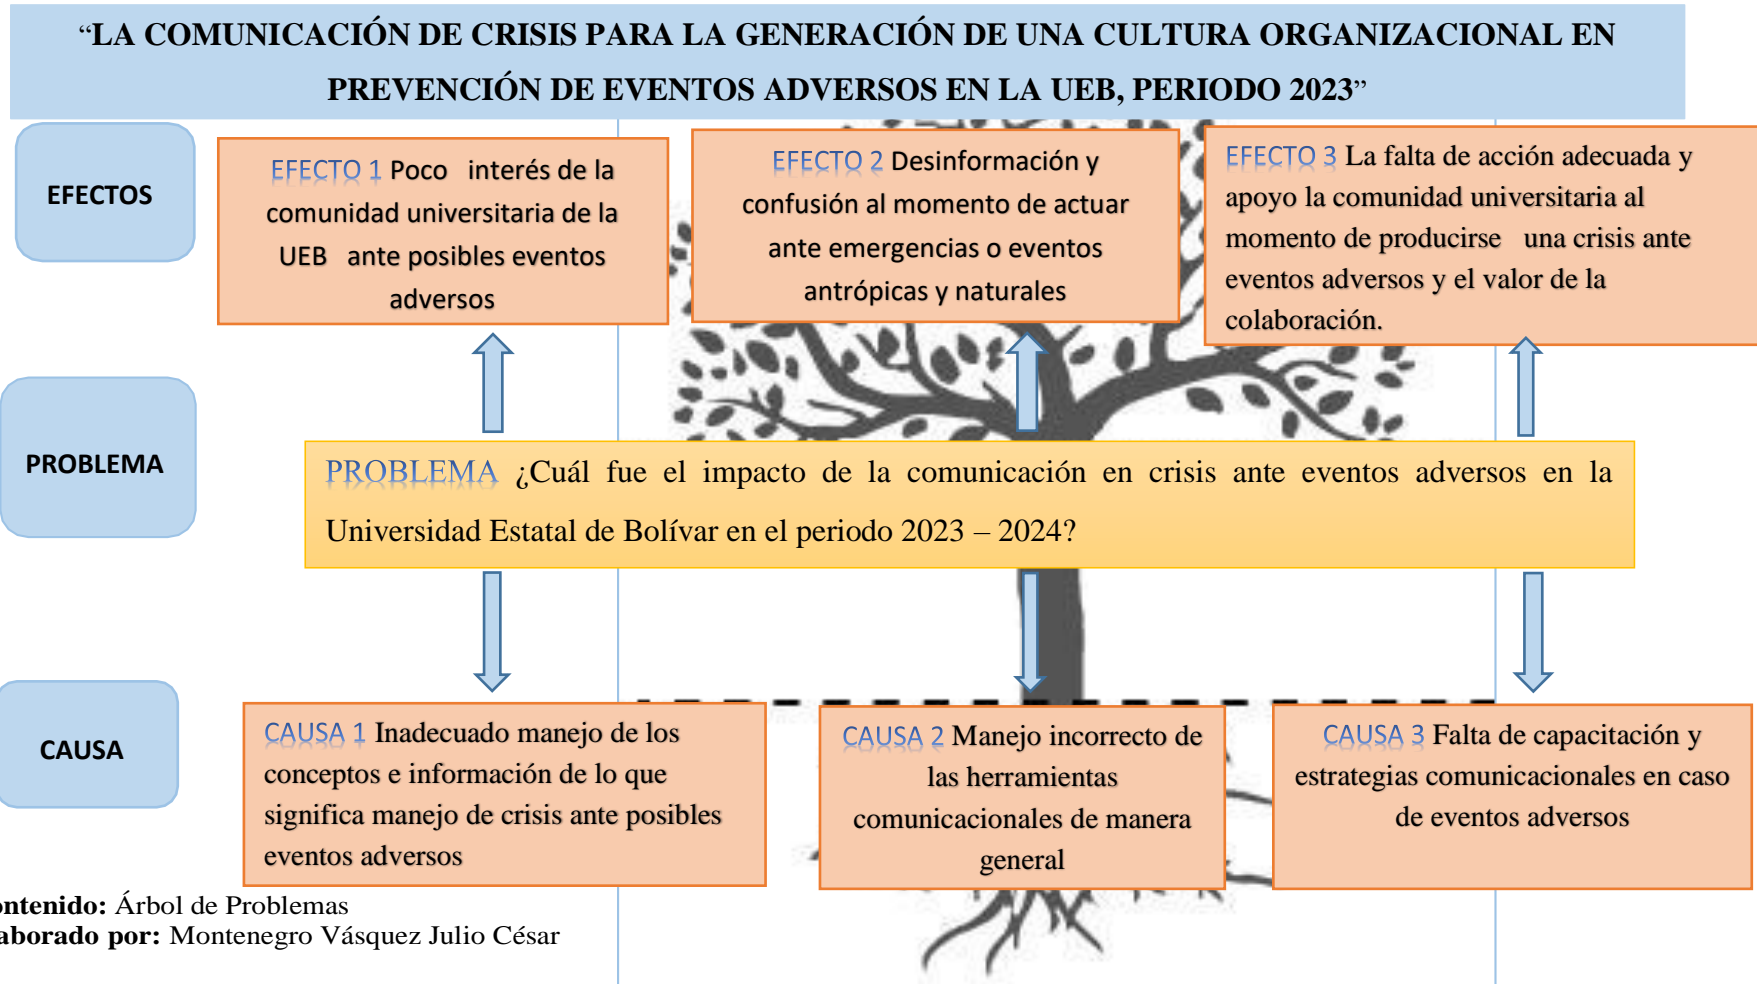 “LA COMUNICACIÓN DE CRISIS PARA LA GENERACIÓN DE UNA CULTURA ORGANIZACIONAL EN
PREVENCIÓN DE EVENTOS ADVERSOS EN LA UEB, PERIODO 2023”
EFECTOS
EFECTO 1 Poco interés de la
comunidad universitaria de la
UEB ante posibles eventos
adversos
EFECTO 2 Desinformación y
confusión al momento de actuar
ante emergencias o eventos
antrópicas y naturales
EFECTO 3 La falta de acción adecuada y
apoyo la comunidad universitaria al
momento de producirse una crisis ante
eventos adversos y el valor de la
colaboración.
PROBLEMA
PROBLEMA ¿Cuál fue el impacto de la comunicación en crisis ante eventos adversos en la
Universidad Estatal de Bolívar en el periodo 2023 – 2024?
CAUSA
CAUSA 1 Inadecuado manejo de los
conceptos e información de lo que
significa manejo de crisis ante posibles
eventos adversos
CAUSA 2 Manejo incorrecto de
las herramientas
comunicacionales de manera
general
CAUSA 3 Falta de capacitación y
estrategias comunicacionales en caso
de eventos adversos
ontenido: Árbol de Problemas
aborado por: Montenegro Vásquez Julio César